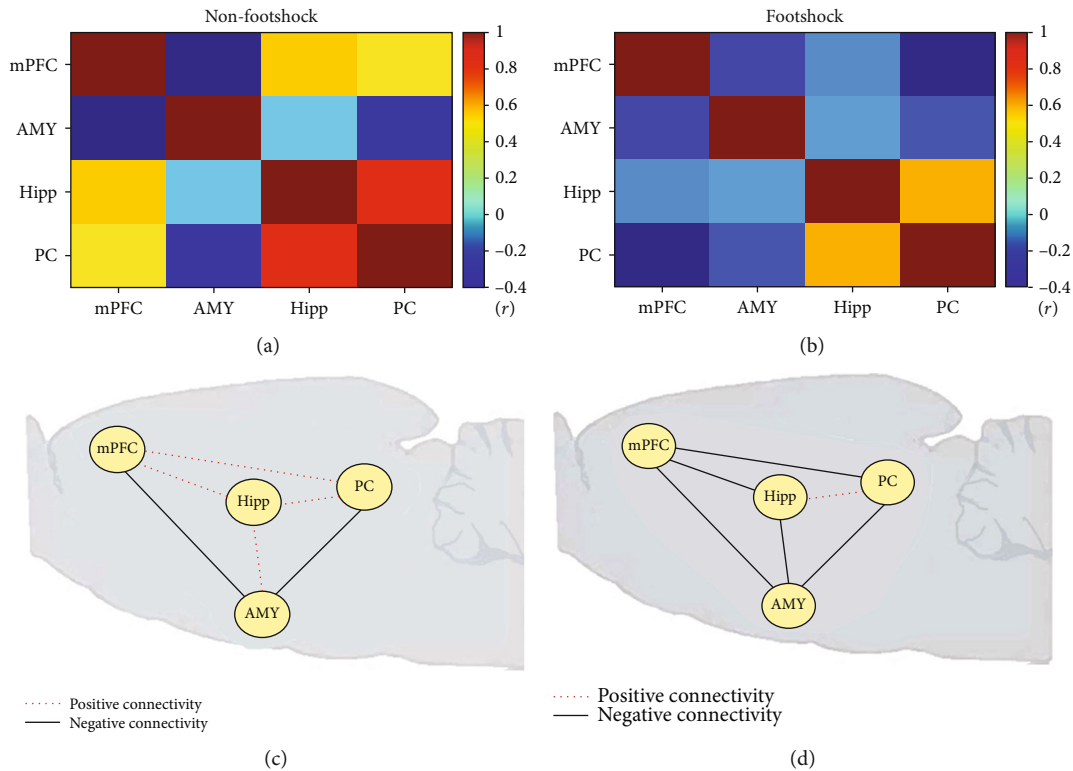 Non-footshock
mPFC
AMY
Hipp
PC
mPFC AMY Hipp PC
1
0.8
0.6
0.4
0.2
0
–0.2
–0.4
(r)
(a)
Footshock
mPFC
AMY
Hipp
PC
mPFC AMY Hipp PC
1
0.8
0.6
0.4
0.2
0
–0.2
–0.4
(r)
(b)
mPFC
PC
Hipp
AMY
Positive connectivity
Negative connectivity
(c)
mPFC
PC
Hipp
AMY
Positive connectivity
Negative connectivity
(d)